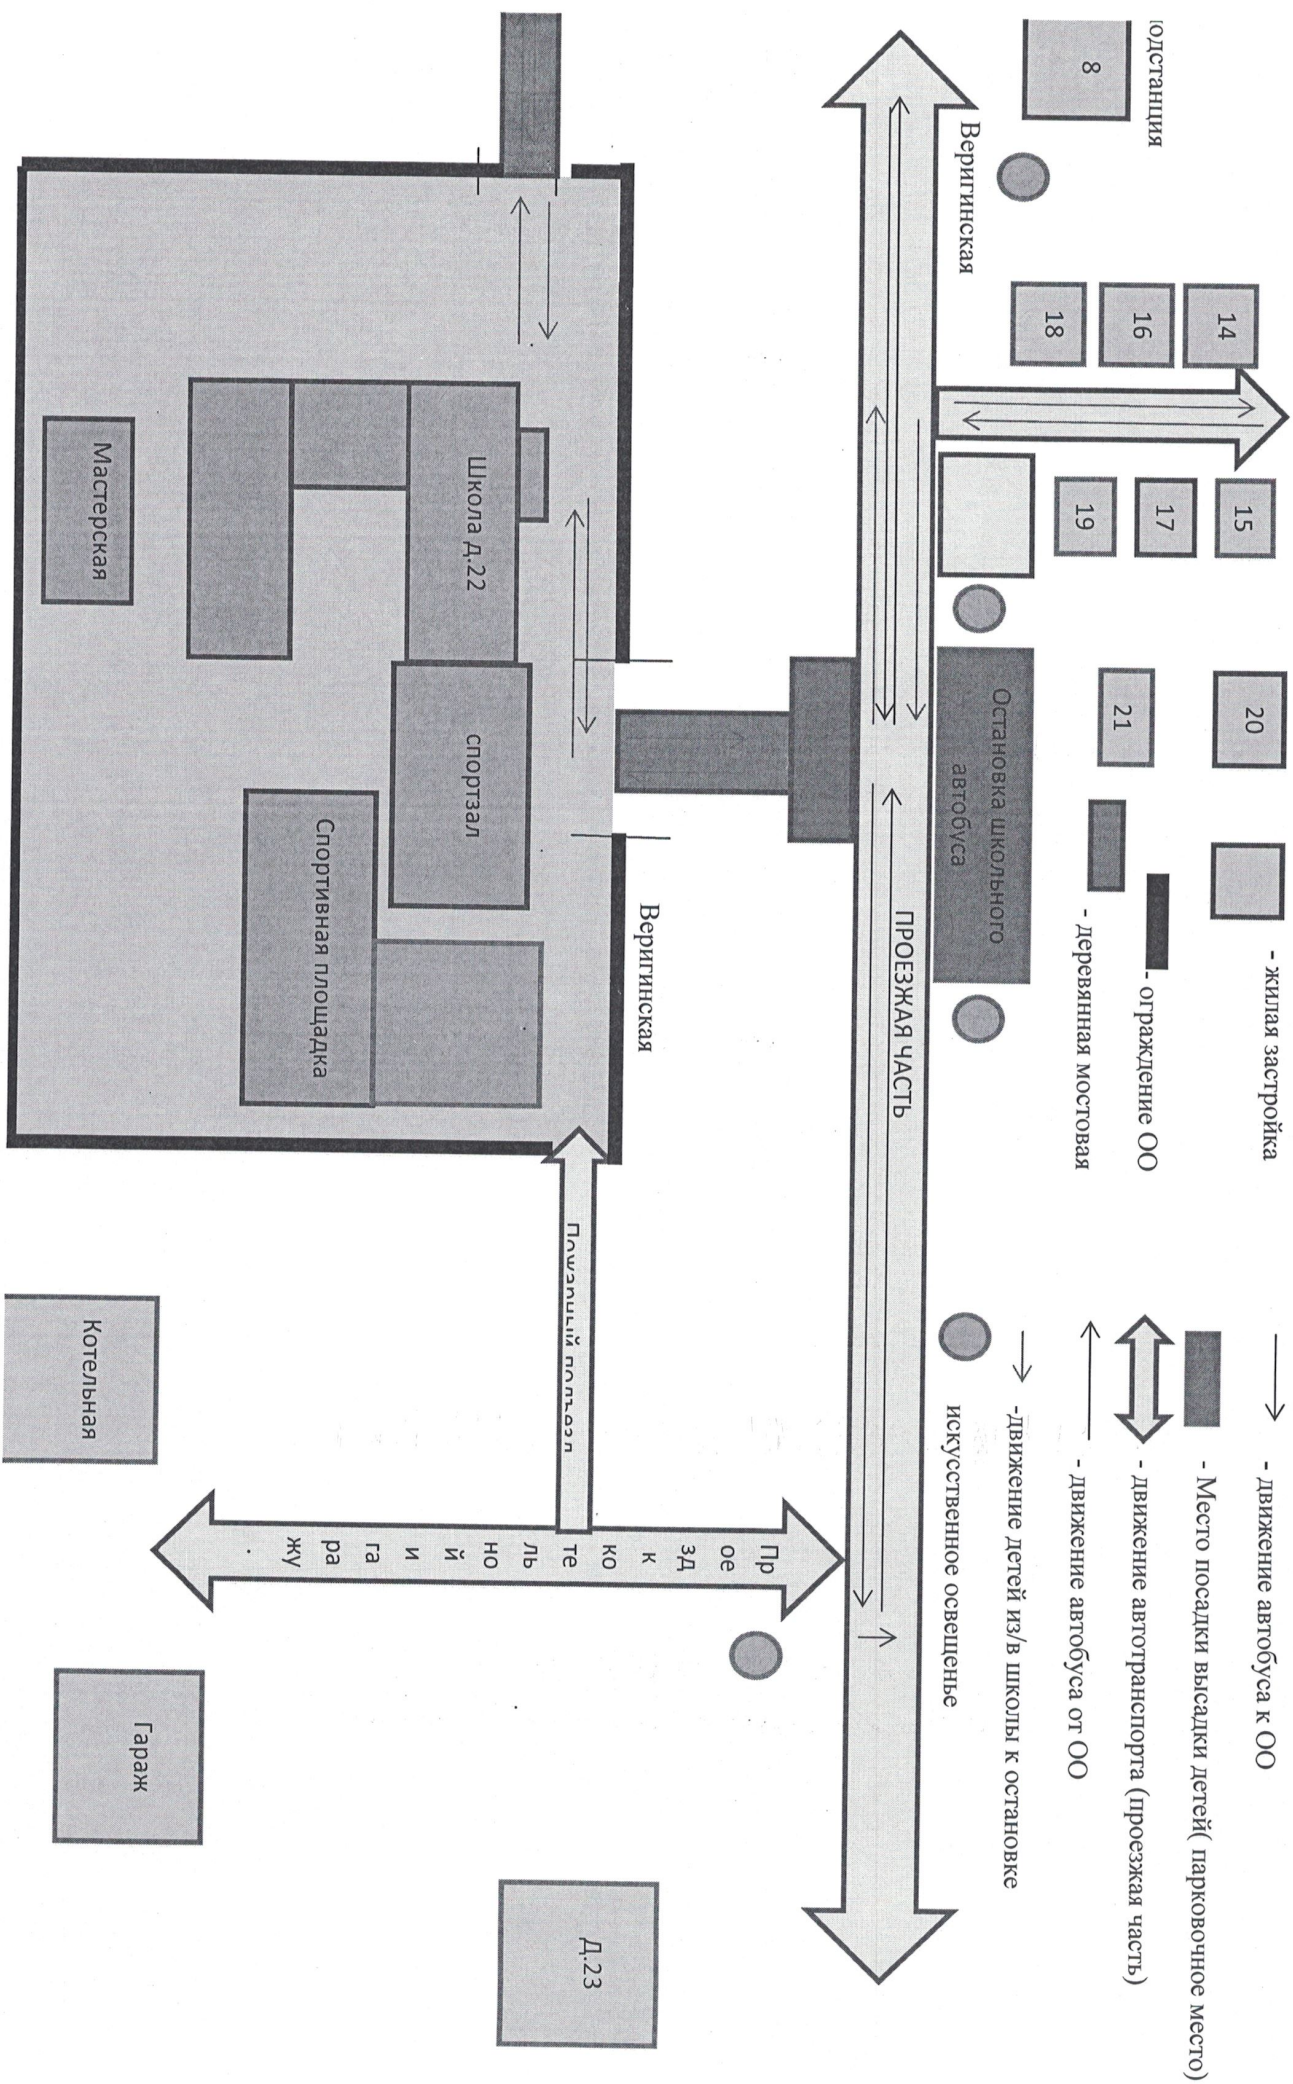 одстанция
8
Веригинская
14
16
18
15
17
19
20
21
- жилая застройка
- ограждение ОО
- деревянная мостовая
- движение автобуса к ОО
- Место посадки высадки детей( парковочное место)
- движение автотранспорта (проезжая часть)
- движение автобуса от ОО
-движение детей из/в школы к остановке
искусственное освещенье
Остановка школьного
автобуса
ПРОЕЗЖАЯ ЧАСТЬ
Веригинская
Школа д.22
спортзал
Спортивная площадка
Мастерская
Пожарный подъезд
Пр
ое
зд
к
ко
те
ль
но
й
и
га
ра
жу
.
Котельная
Гараж
Д.23